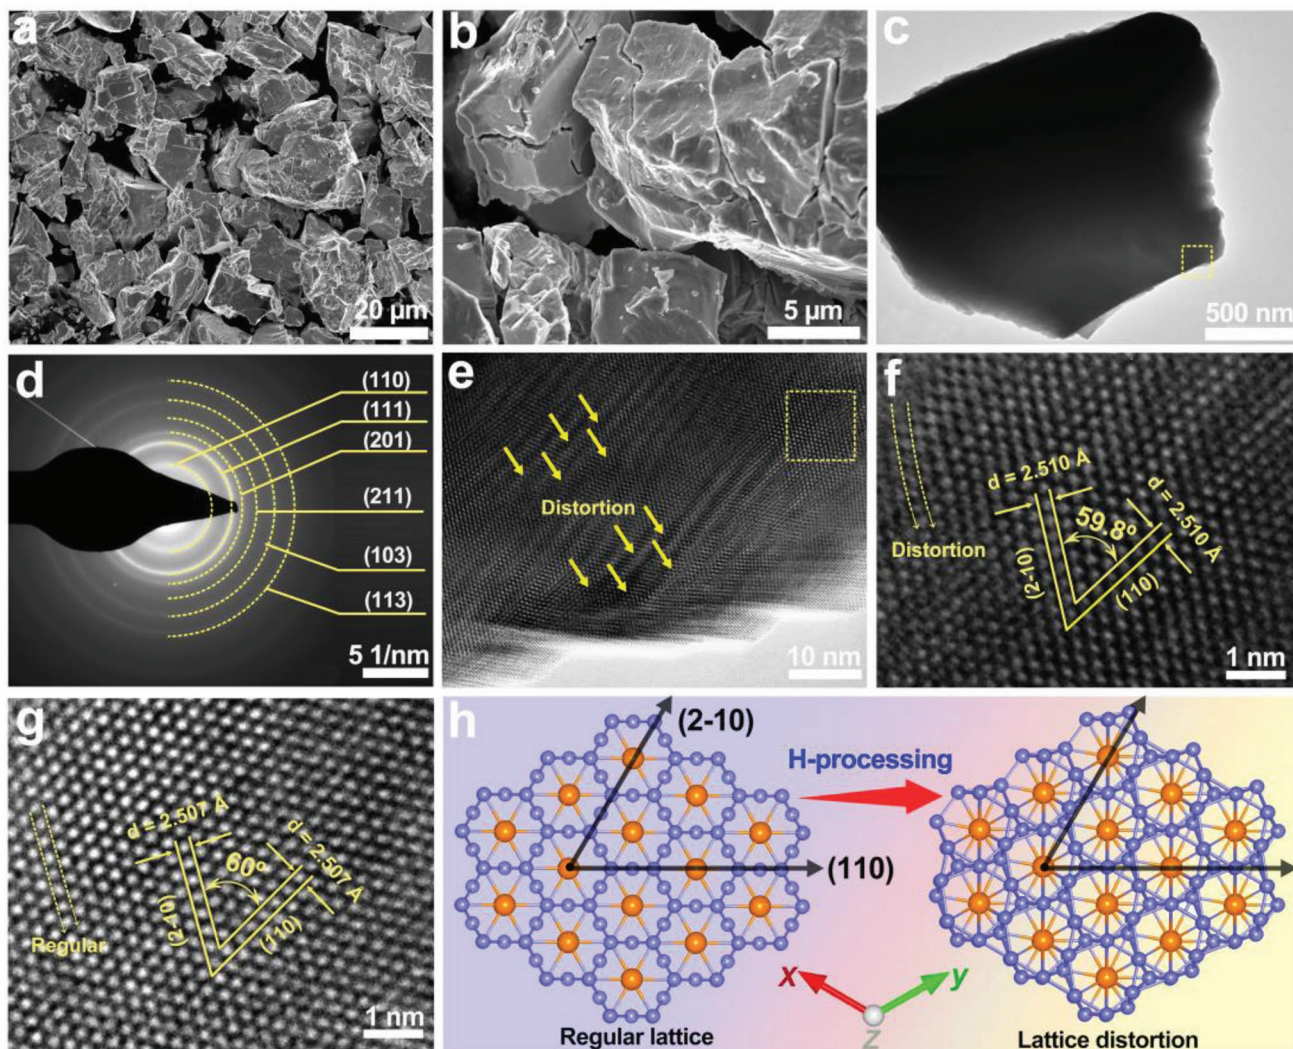 a
20 μm
b
5 μm
c
500 nm
d
(110)
(111)
(201)
(211)
(103)
(113)
5 1/nm
e
Distortion
10 nm
f
d = 2.510 Å
d = 2.510 Å
59.8°
Distortion
(2-10)
(110)
1 nm
g
d = 2.507 Å
d = 2.507 Å
60°
Regular
(2-10)
(110)
1 nm
h
(2-10)
H-processing
(110)
x
y
Z
Regular lattice
Lattice distortion